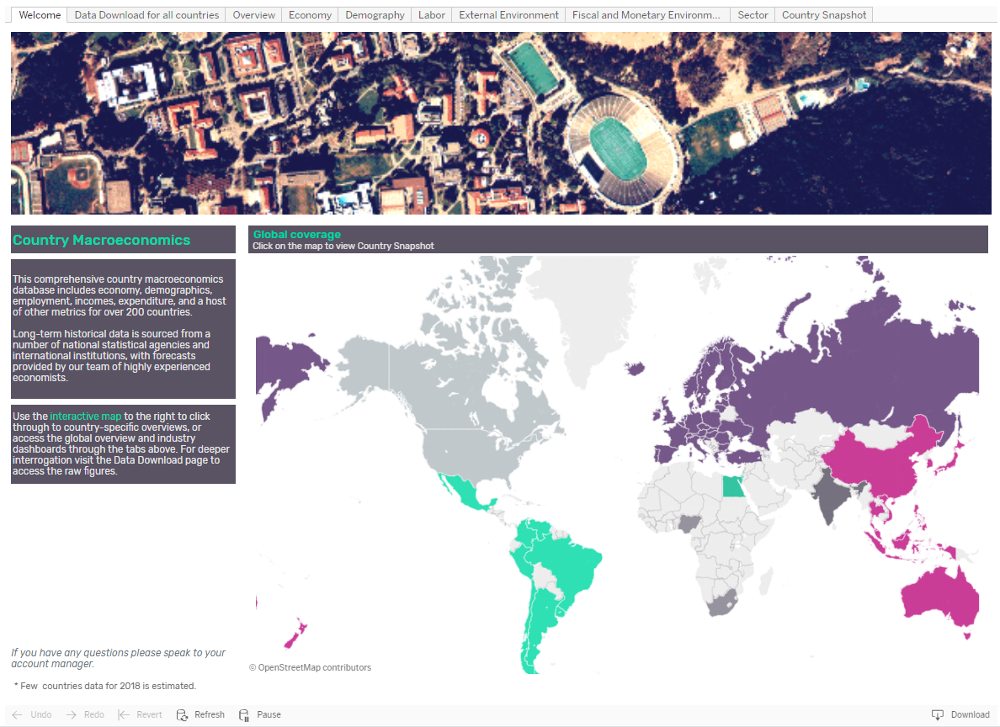 Welcome
Data Download for all countries
Overview
Economy
Demography
Labor
External Environment
Fiscal and Monetary Environm...
Sector
Country Snapshot
Country Macroeconomics
This comprehensive country macroeconomics
database includes economy, demographics,
employment, incomes, expenditure, and a host
of other metrics for over 200 countries.
Long-term historical data is sourced from a
number of national statistical agencies and
international institutions, with forecasts
provided by our team of highly experienced
economists.
Use the interactive map to the right to click
through to country-specific overviews, or
access the global overview and industry
dashboards through the tabs above. For deeper
interrogation visit the Data Download page to
access the raw figures.
If you have any questions please speak to your
account manager.
* Few countries data for 2018 is estimated.
Global coverage
Click on the map to view Country Snapshot
© OpenStreetMap contributors
Undo
Redo
Revert
Refresh
Pause
Download